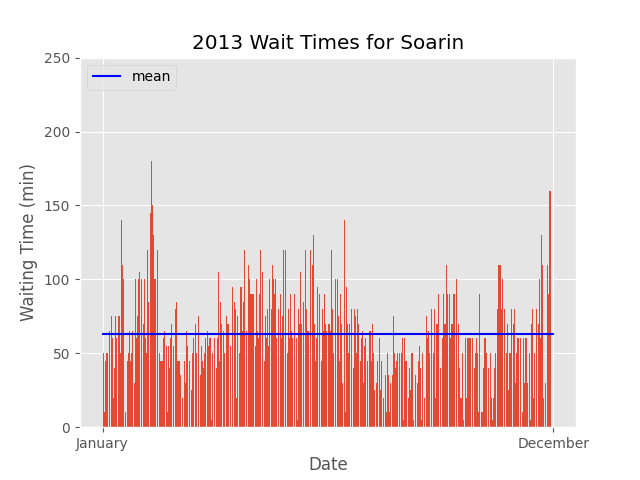 2013 Wait Times for Soarin
mean
Waiting Time (min)
250
200
150
100
50
0
January
December
Date